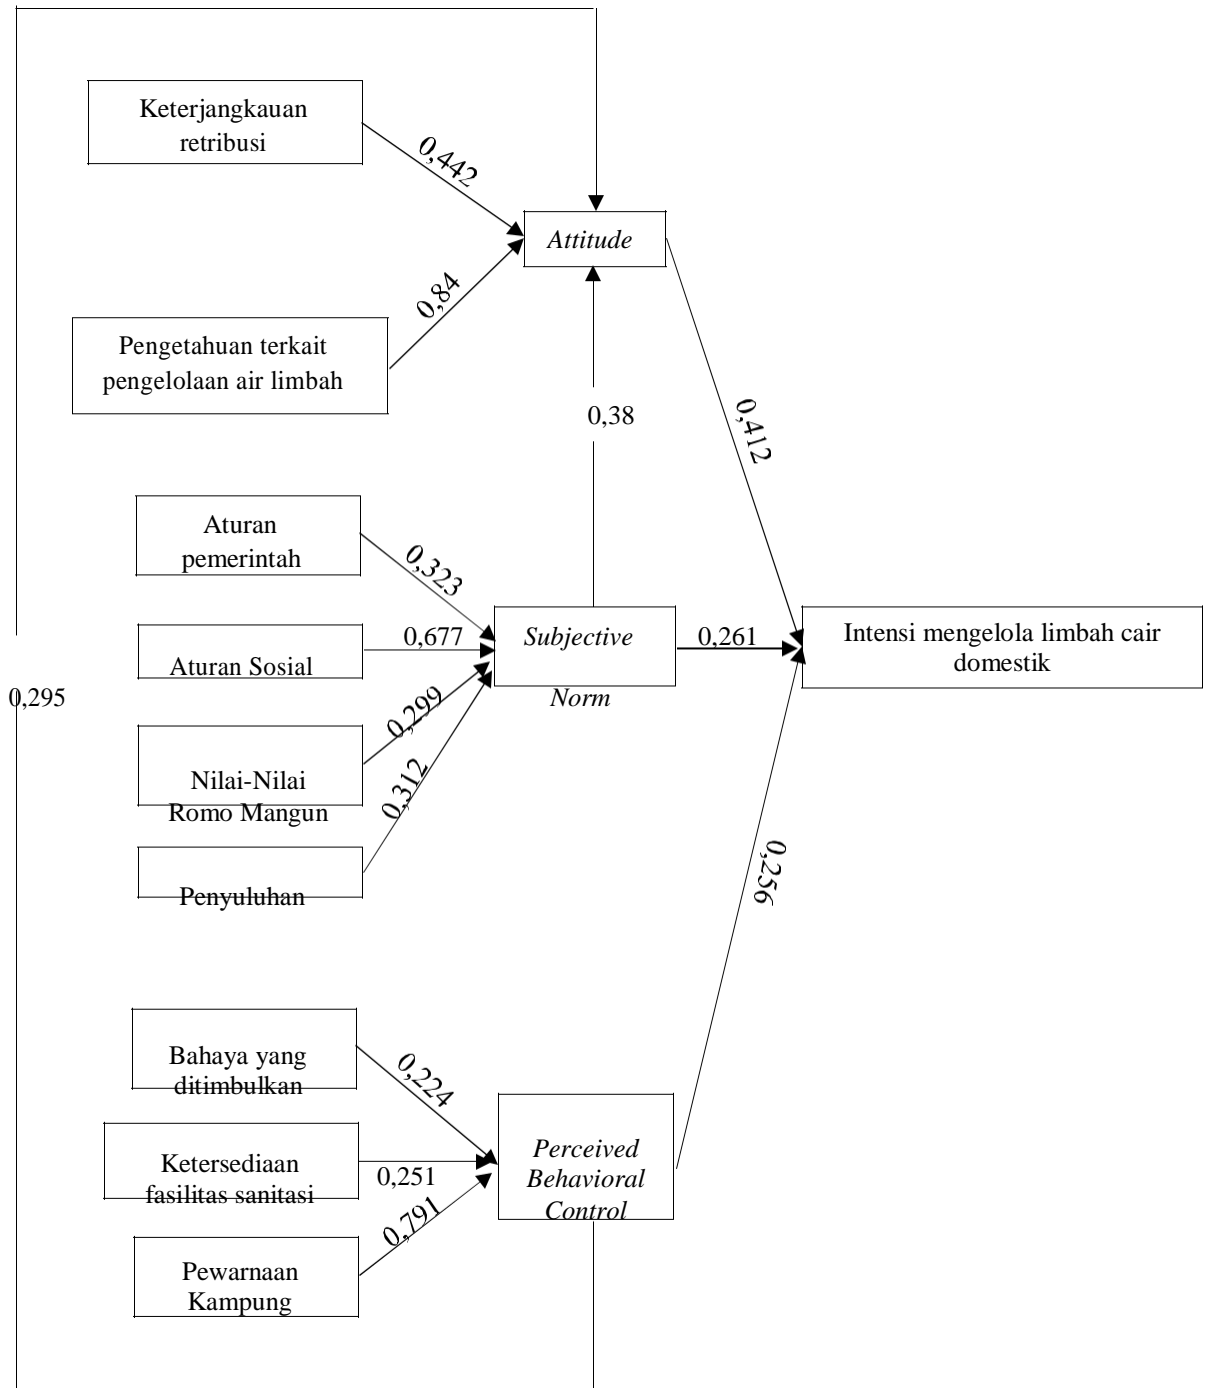 Keterjangkauan
retribusi
0,442
Attitude
0,84
Pengetahuan terkait
pengelolaan air limbah
0,38
0,412
Aturan
pemerintah
0,323
Aturan Sosial
0,677
Subjective
Norm
0,261
Intensi mengelola limbah cair
domestik
0,295
0,299
Nilai-Nilai
Romo Mangun
0,312
Penyuluhan
0,256
Bahaya yang
ditimbulkan
0,224
Ketersediaan
fasilitas sanitasi
0,251
Perceived
Behavioral
Control
0,791
Pewarnaan
Kampung